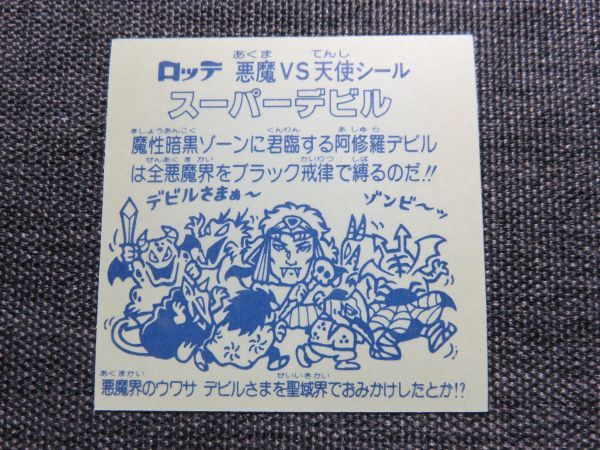 あくま てんし
ロッテ 悪魔VS天使シール
スーパーデビル
ましょうあんこく くんりん あしゅら
魔性暗黒ゾーンに君臨する阿修羅デビル
ぜんあくまかい かいりつ しば
は全悪魔界をブラック戒律で縛るのだ!!
デビルさまぁ〜
ゾンビ〜ッ
あくまかい せいいきかい
悪魔界のウワサ デビルさまを聖域界でおみかけしたとか!?